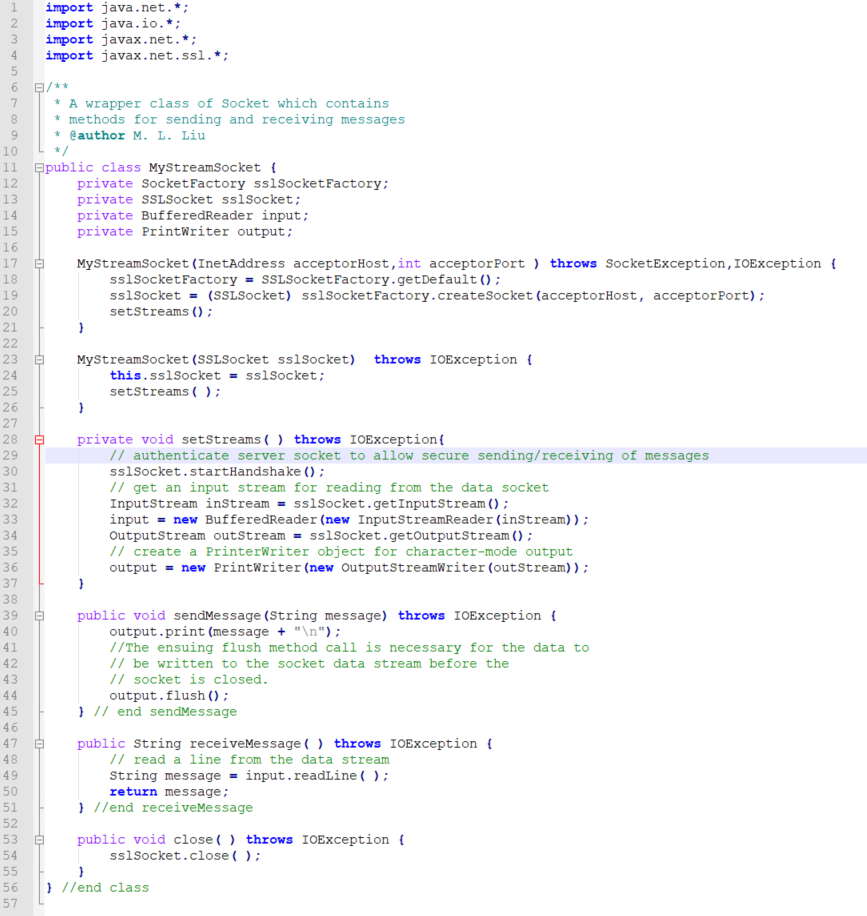 1 import java.net.*;
2 import java.io.*;
3 import javax.net.*;
4 import javax.net.ssl.*;
5
6 /**
7  * A wrapper class of Socket which contains
8  * methods for sending and receiving messages
9  * @author M. L. Liu
10  */
11 public class MyStreamSocket {
12     private SocketFactory sslSocketFactory;
13     private SSLSocket sslSocket;
14     private BufferedReader input;
15     private PrintWriter output;
16
17     MyStreamSocket(InetAddress acceptorHost,int acceptorPort ) throws SocketException,IOException {
18         sslSocketFactory = SSLSocketFactory.getDefault();
19         sslSocket = (SSLSocket) sslSocketFactory.createSocket(acceptorHost, acceptorPort);
20         setStreams();
21     }
22
23     MyStreamSocket(SSLSocket sslSocket)  throws IOException {
24         this.sslSocket = sslSocket;
25         setStreams( );
26     }
27
28     private void setStreams( ) throws IOException{
29         // authenticate server socket to allow secure sending/receiving of messages
30         sslSocket.startHandshake();
31         // get an input stream for reading from the data socket
32         InputStream inStream = sslSocket.getInputStream();
33         input = new BufferedReader(new InputStreamReader(inStream));
34         OutputStream outStream = sslSocket.getOutputStream();
35         // create a PrinterWriter object for character-mode output
36         output = new PrintWriter(new OutputStreamWriter(outStream));
37     }
38
39     public void sendMessage(String message) throws IOException {
40         output.print(message + "\n");
41         //The ensuing flush method call is necessary for the data to
42         // be written to the socket data stream before the
43         // socket is closed.
44         output.flush();
45     } // end sendMessage
46
47     public String receiveMessage( ) throws IOException {
48         // read a line from the data stream
49         String message = input.readLine( );
50         return message;
51     } //end receiveMessage
52
53     public void close( ) throws IOException {
54         sslSocket.close( );
55     }
56 } //end class
57